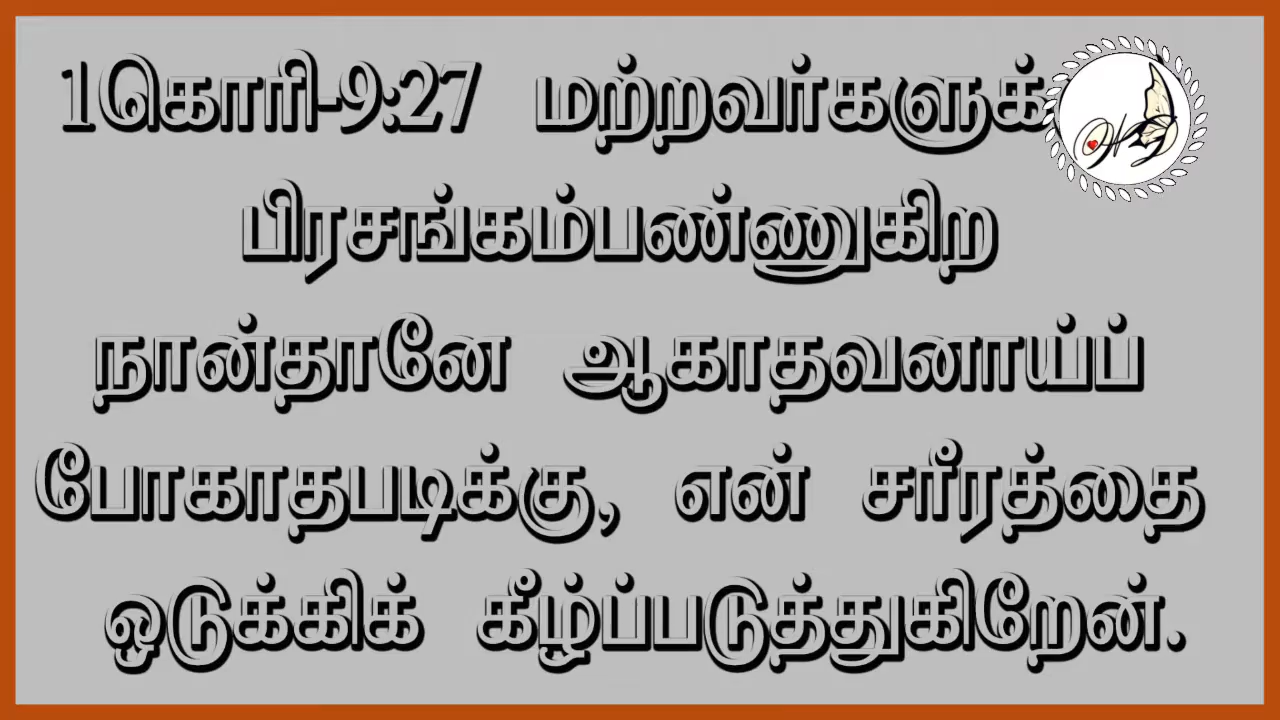 1கொரி-9:27 மற்றவர்களுக்
பிரசங்கம்பண்ணுகிற
நான்தானே ஆகாதவனாய்ப்
போகாதபடிக்கு, என் சரீரத்தை
ஒடுக்கிக் கீழ்ப்படுத்துகிறேன்.